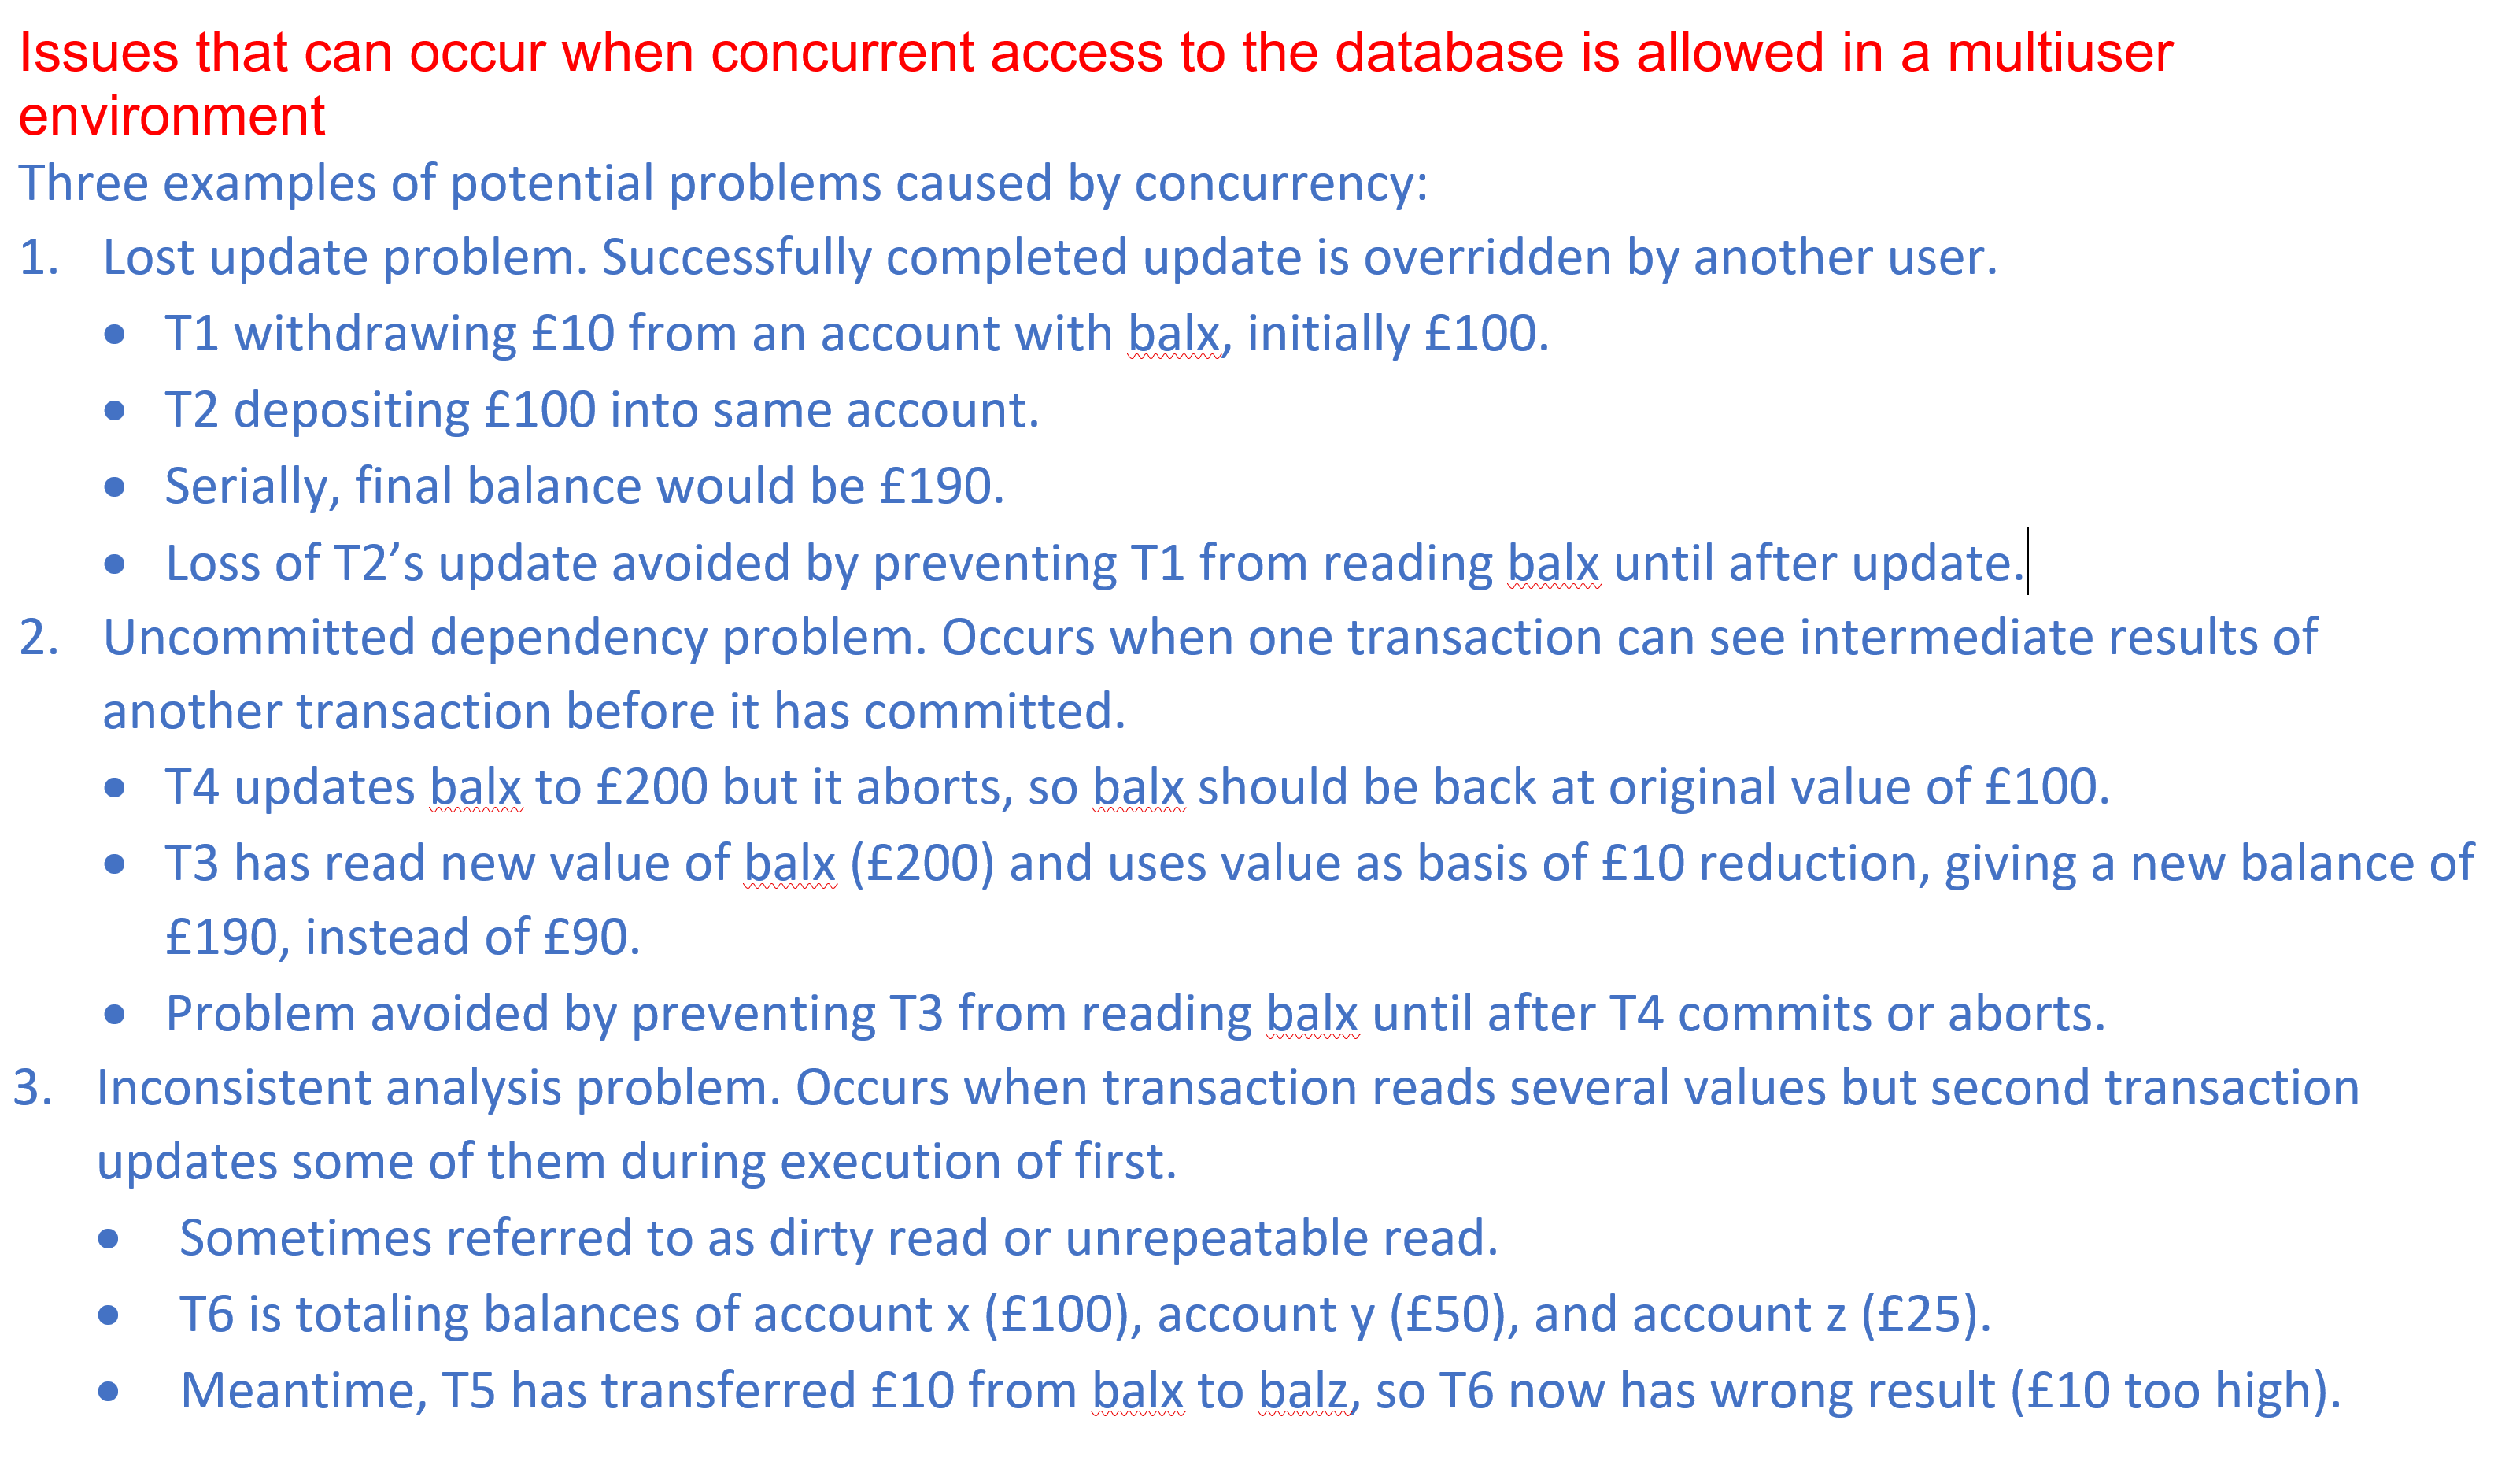 Issues that can occur when concurrent access to the database is allowed in a multiuser
environment
Three examples of potential problems caused by concurrency:
1. Lost update problem. Successfully completed update is overridden by another user.
• T1 withdrawing £10 from an account with balx, initially £100.
• T2 depositing £100 into same account.
• Serially, final balance would be £190.
• Loss of T2’s update avoided by preventing T1 from reading balx until after update.
2. Uncommitted dependency problem. Occurs when one transaction can see intermediate results of
another transaction before it has committed.
• T4 updates balx to £200 but it aborts, so balx should be back at original value of £100.
• T3 has read new value of balx (£200) and uses value as basis of £10 reduction, giving a new balance of
£190, instead of £90.
• Problem avoided by preventing T3 from reading balx until after T4 commits or aborts.
3. Inconsistent analysis problem. Occurs when transaction reads several values but second transaction
updates some of them during execution of first.
• Sometimes referred to as dirty read or unrepeatable read.
• T6 is totaling balances of account x (£100), account y (£50), and account z (£25).
• Meantime, T5 has transferred £10 from balx to balz, so T6 now has wrong result (£10 too high).